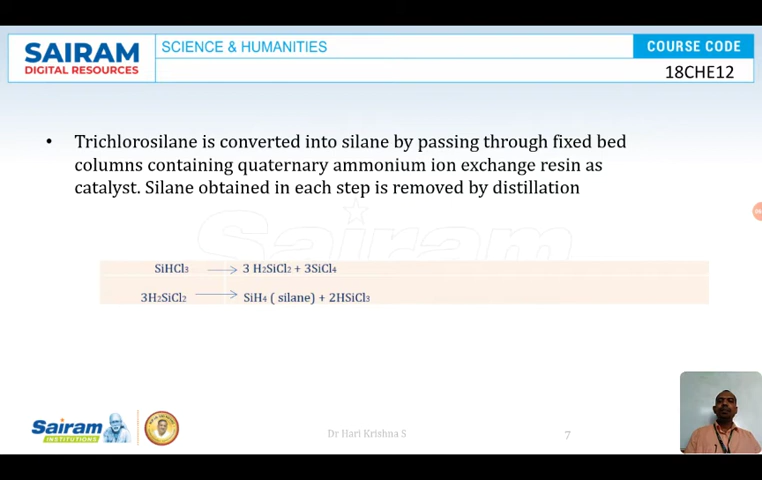 SAIRAM
DIGITAL RESOURCES
SCIENCE & HUMANITIES
COURSE CODE
18CHE12
• Trichlorosilane is converted into silane by passing through fixed bed
columns containing quaternary ammonium ion exchange resin as
catalyst. Silane obtained in each step is removed by distillation
Sairam
SiHCl₃ → 3 H₂SiCl₂ + 3SiCl₄
3H₂SiCl₂ → SiH₄ ( silane) + 2HSiCl₃
Sairam
INSTITUTIONS
Dr Hari Krishna S
7